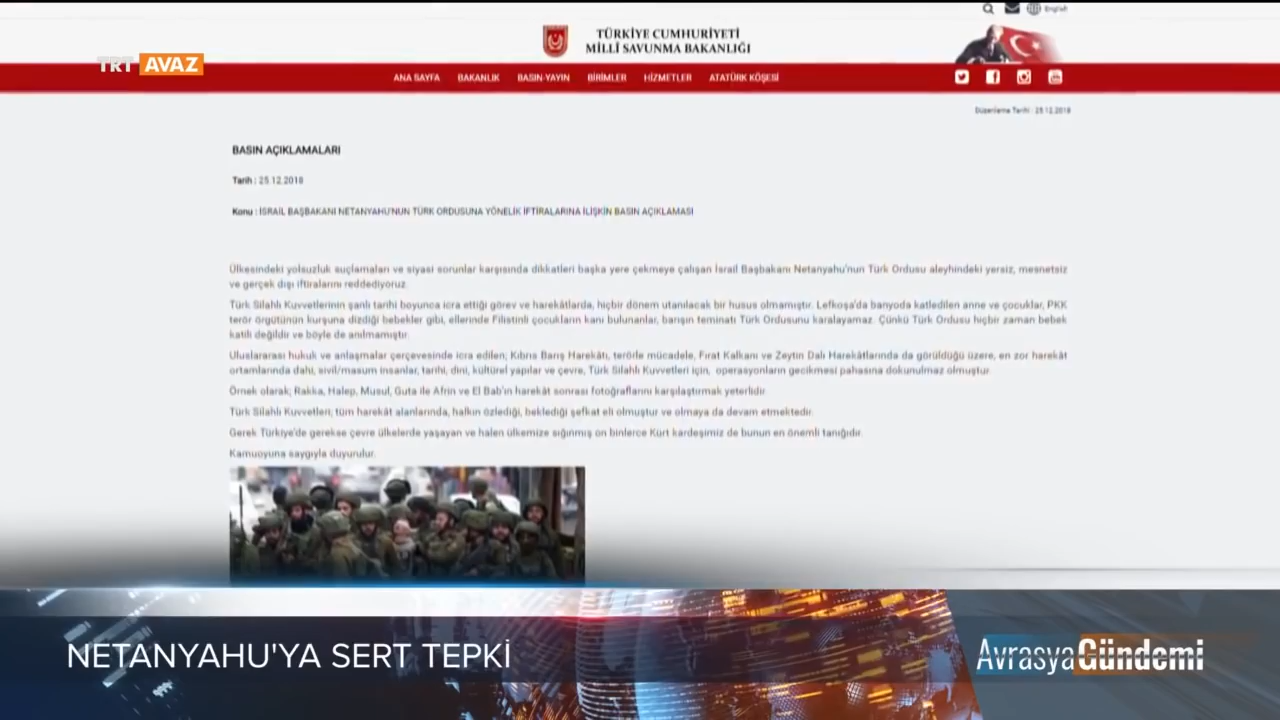 English
TÜRKİYE CUMHURİYETİ
MİLLÎ SAVUNMA BAKANLIĞI
TRT AVAZ
ANA SAYFA BAKANLIK BASIN-YAYIN BİRİMLER HİZMETLER ATATÜRK KÖŞESİ
Düzenleme Tarihi : 25.12.2018
BASIN AÇIKLAMALARI
Tarih : 25.12.2018
Konu : İSRAİL BAŞBAKANI NETANYAHU'NUN TÜRK ORDUSUNA YÖNELİK İFTİRALARINA İLİŞKİN BASIN AÇIKLAMASI
Ülkesindeki yolsuzluk suçlamaları ve siyasi sorunlar karşısında dikkatleri başka yere çekmeye çalışan İsrail Başbakanı Netanyahu'nun Türk Ordusu aleyhindeki yersiz, mesnetsiz
ve gerçek dışı iftiralarını reddediyoruz.
Türk Silahlı Kuvvetlerinin şanlı tarihi boyunca icra ettiği görev ve harekâtlarda, hiçbir dönem utanılacak bir husus olmamıştır. Lefkoşa'da banyoda katledilen anne ve çocuklar, PKK
terör örgütünün kurşuna dizdiği bebekler gibi, ellerinde Filistinli çocukların kanı bulunanlar, barışın teminatı Türk Ordusunu karalayamaz. Çünkü Türk Ordusu hiçbir zaman bebek
katili değildir ve böyle de anılmamıştır.
Uluslararası hukuk ve anlaşmalar çerçevesinde icra edilen; Kıbrıs Barış Harekâtı, terörle mücadele, Fırat Kalkanı ve Zeytin Dalı Harekâtlarında da görüldüğü üzere, en zor harekât
ortamlarında dahi, sivil/masum insanlar, tarihi, dini, kültürel yapılar ve çevre, Türk Silahlı Kuvvetleri için, operasyonların gecikmesi pahasına dokunulmaz olmuştur.
Örnek olarak; Rakka, Halep, Musul, Guta ile Afrin ve El Bab'ın harekât sonrası fotoğraflarını karşılaştırmak yeterlidir.
Türk Silahlı Kuvvetleri; tüm harekât alanlarında, halkın özlediği, beklediği şefkat eli olmuştur ve olmaya da devam etmektedir.
Gerek Türkiye'de gerekse çevre ülkelerde yaşayan ve halen ülkemize sığınmış on binlerce Kürt kardeşimiz de bunun en önemli tanığıdır.
Kamuoyuna saygıyla duyurulur.
NETANYAHU'YA SERT TEPKİ
AvrasyaGündemi